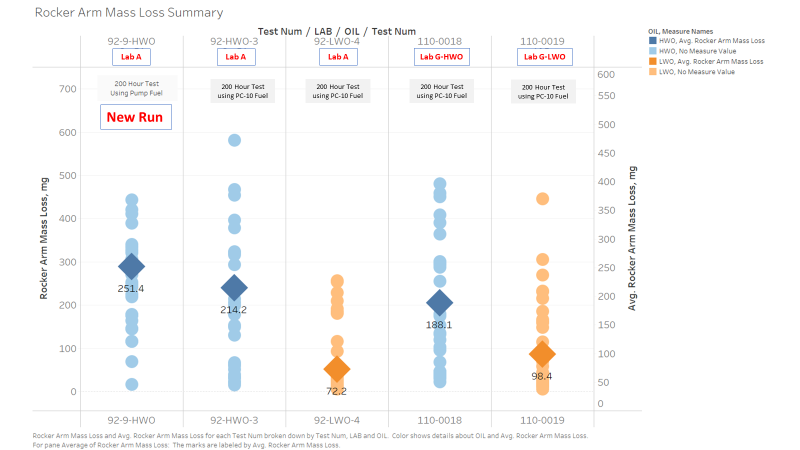 Rocker Arm Mass Loss Summary
Test Num / LAB / OIL / Test Num
92-9-HWO 92-HWO-3 92-LWO-4 110-0018 110-0019
Lab A Lab A Lab A Lab G-HWO Lab G-LWO
200 Hour Test
Using Pump Fuel
200 Hour Test
using PC-10 Fuel
200 Hour Test
using PC-10 Fuel
200 Hour Test
using PC-10 Fuel
200 Hour Test
using PC-10 Fuel
New Run
OIL, Measure Names
HWO, Avg. Rocker Arm Mass Loss
HWO, No Measure Value
LWO, Avg. Rocker Arm Mass Loss
LWO, No Measure Value
Rocker Arm Mass Loss, mg
700
600
500
400
300
200
100
0
251.4
214.2
72.2
188.1
98.4
600
550
500
450
400
350
300
250
200
150
100
50
0
Avg. Rocker Arm Mass Loss, mg
92-9-HWO 92-HWO-3 92-LWO-4 110-0018 110-0019
Rocker Arm Mass Loss and Avg. Rocker Arm Mass Loss for each Test Num broken down by Test Num, LAB and OIL. Color shows details about OIL and Avg. Rocker Arm Mass Loss.
For pane Average of Rocker Arm Mass Loss: The marks are labeled by Avg. Rocker Arm Mass Loss.